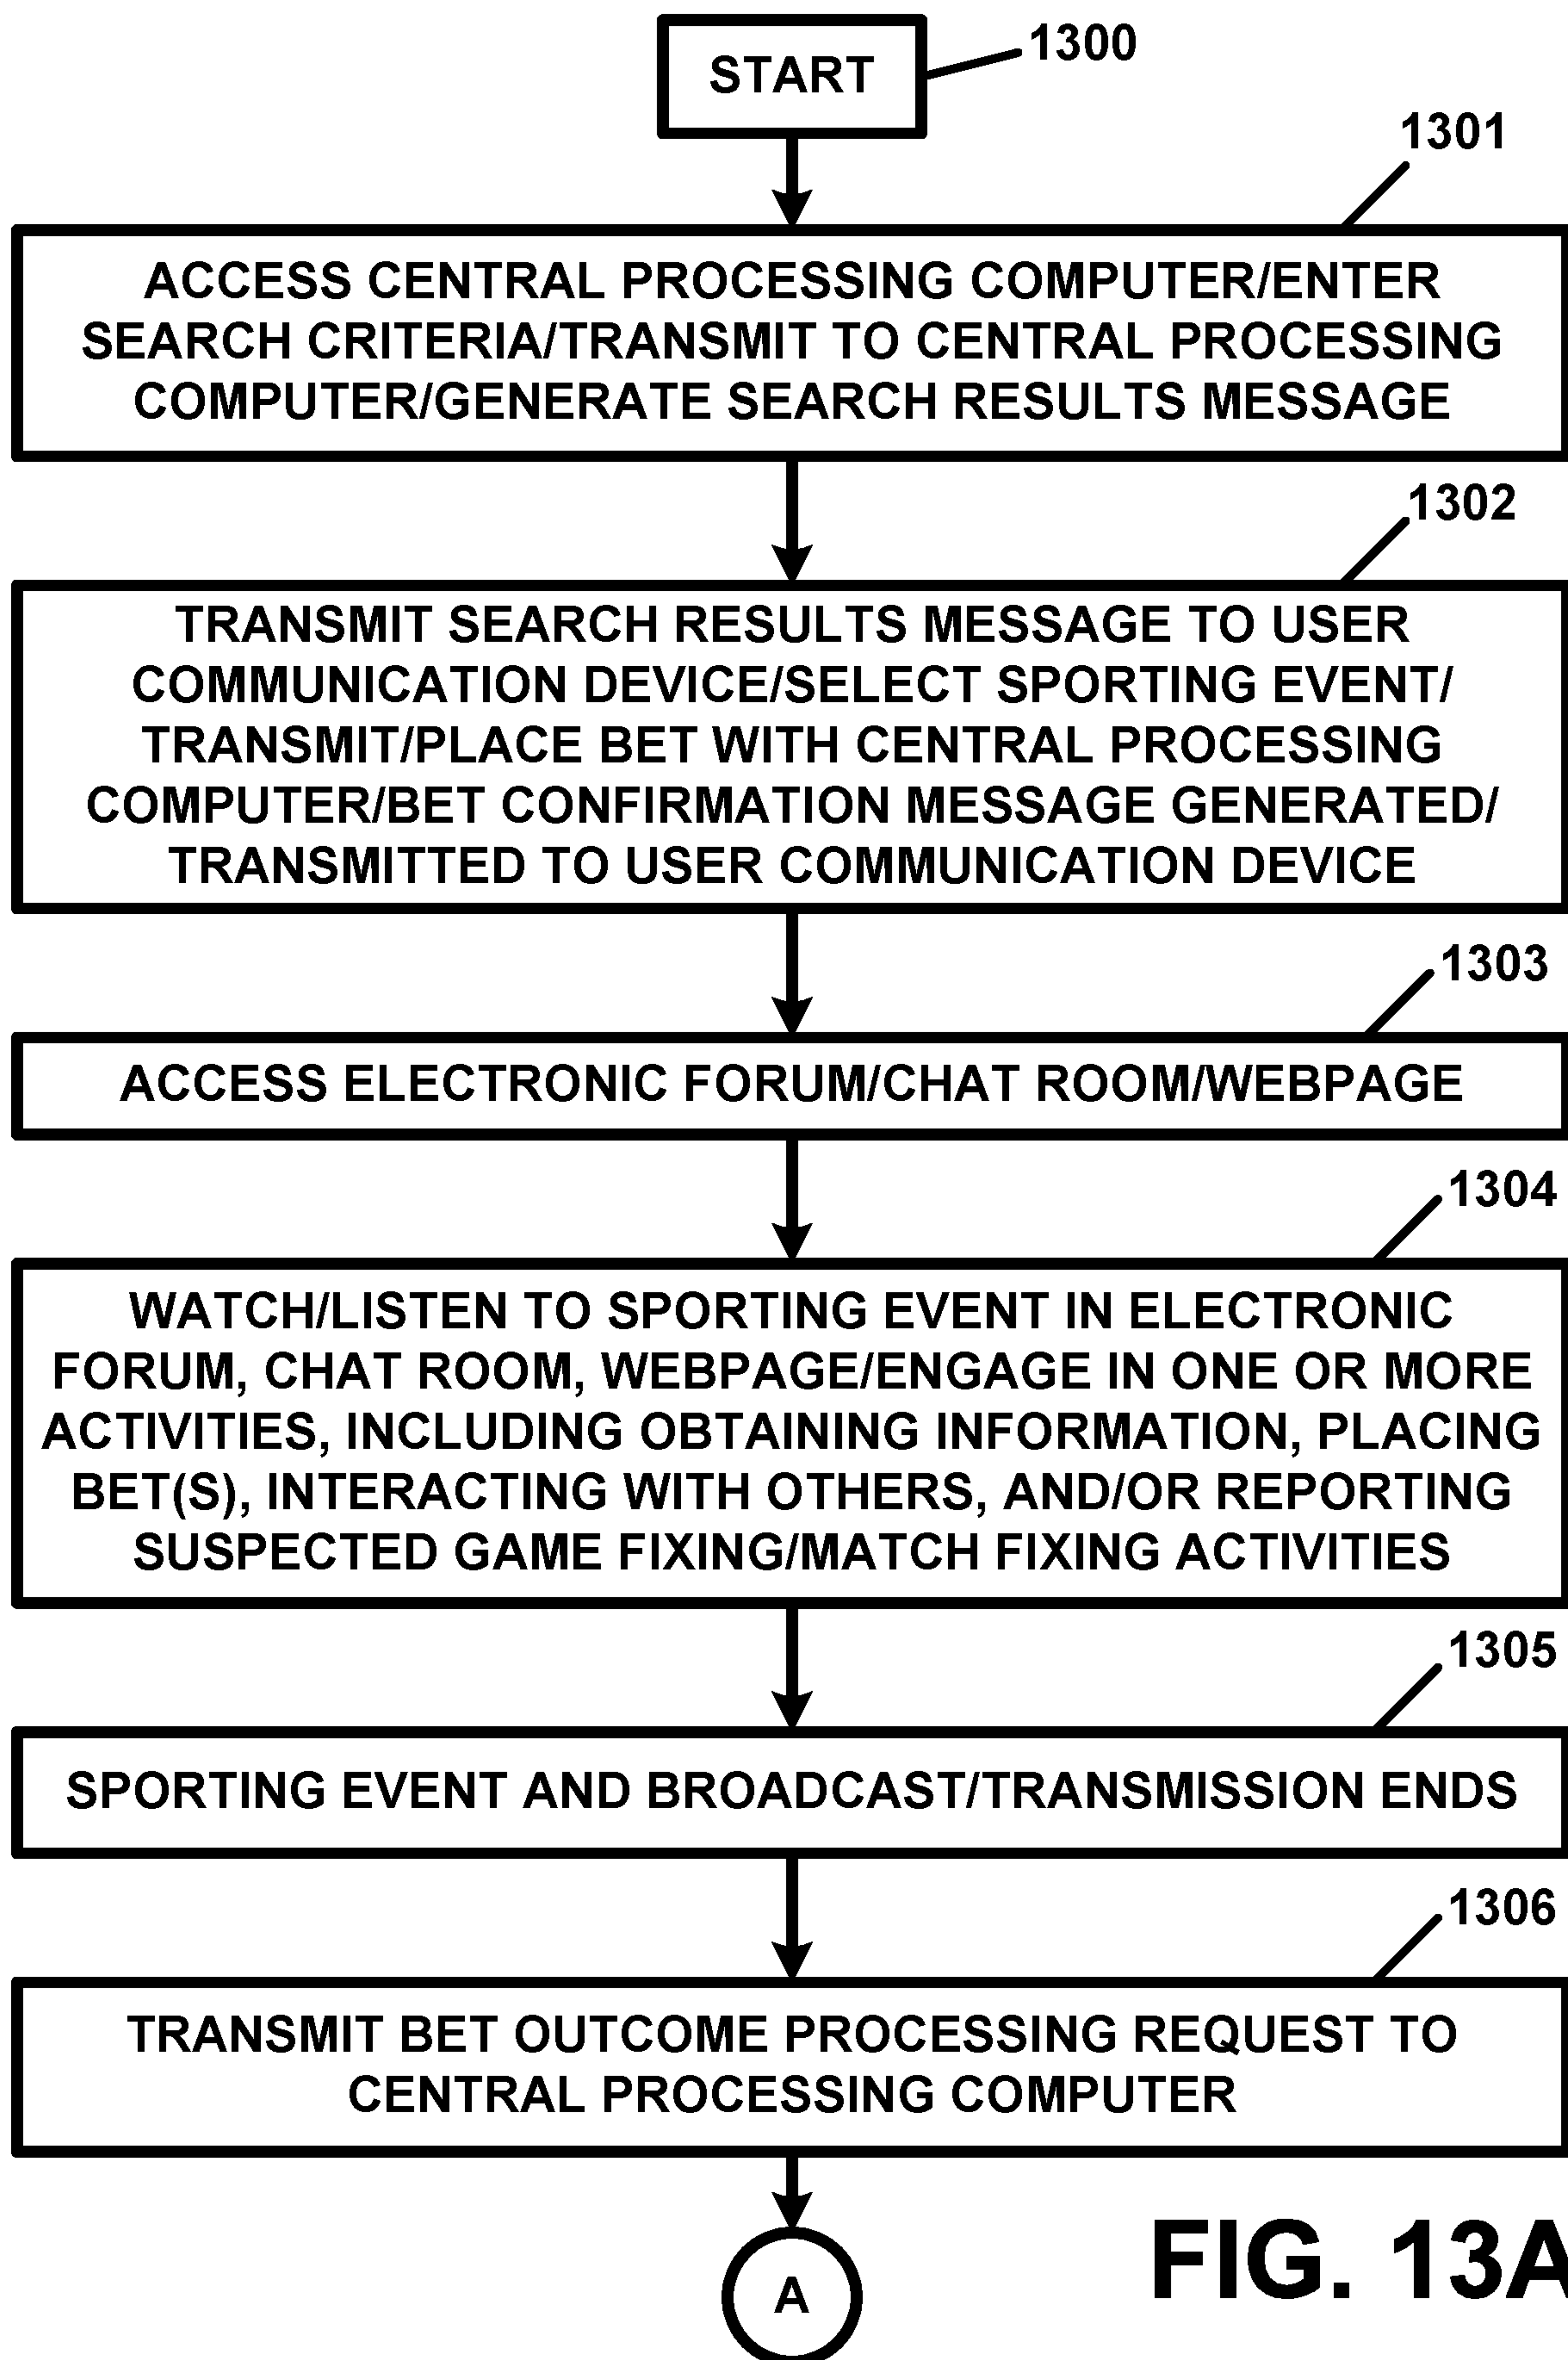 START
1300
1301
ACCESS CENTRAL PROCESSING COMPUTER/ENTER
SEARCH CRITERIA/TRANSMIT TO CENTRAL PROCESSING
COMPUTER/GENERATE SEARCH RESULTS MESSAGE
1302
TRANSMIT SEARCH RESULTS MESSAGE TO USER
COMMUNICATION DEVICE/SELECT SPORTING EVENT/
TRANSMIT/PLACE BET WITH CENTRAL PROCESSING
COMPUTER/BET CONFIRMATION MESSAGE GENERATED/
TRANSMITTED TO USER COMMUNICATION DEVICE
1303
ACCESS ELECTRONIC FORUM/CHAT ROOM/WEBPAGE
1304
WATCH/LISTEN TO SPORTING EVENT IN ELECTRONIC
FORUM, CHAT ROOM, WEBPAGE/ENGAGE IN ONE OR MORE
ACTIVITIES, INCLUDING OBTAINING INFORMATION, PLACING
BET(S), INTERACTING WITH OTHERS, AND/OR REPORTING
SUSPECTED GAME FIXING/MATCH FIXING ACTIVITIES
1305
SPORTING EVENT AND BROADCAST/TRANSMISSION ENDS
1306
TRANSMIT BET OUTCOME PROCESSING REQUEST TO
CENTRAL PROCESSING COMPUTER
A
FIG. 13A